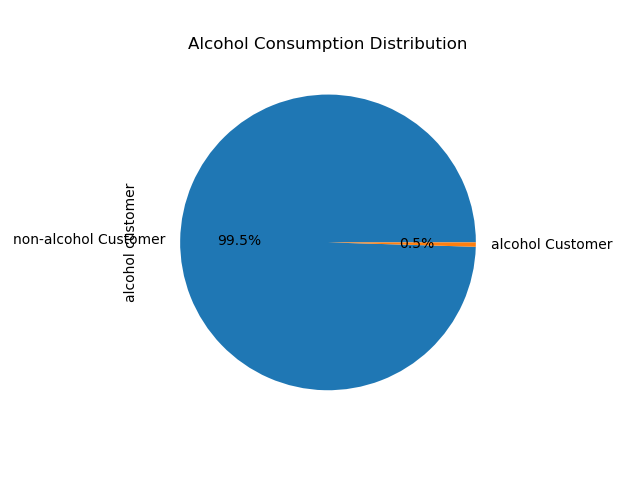 Alcohol Consumption Distribution
non-alcohol Customer
alcohol customer
99.5%
0.5%
alcohol Customer